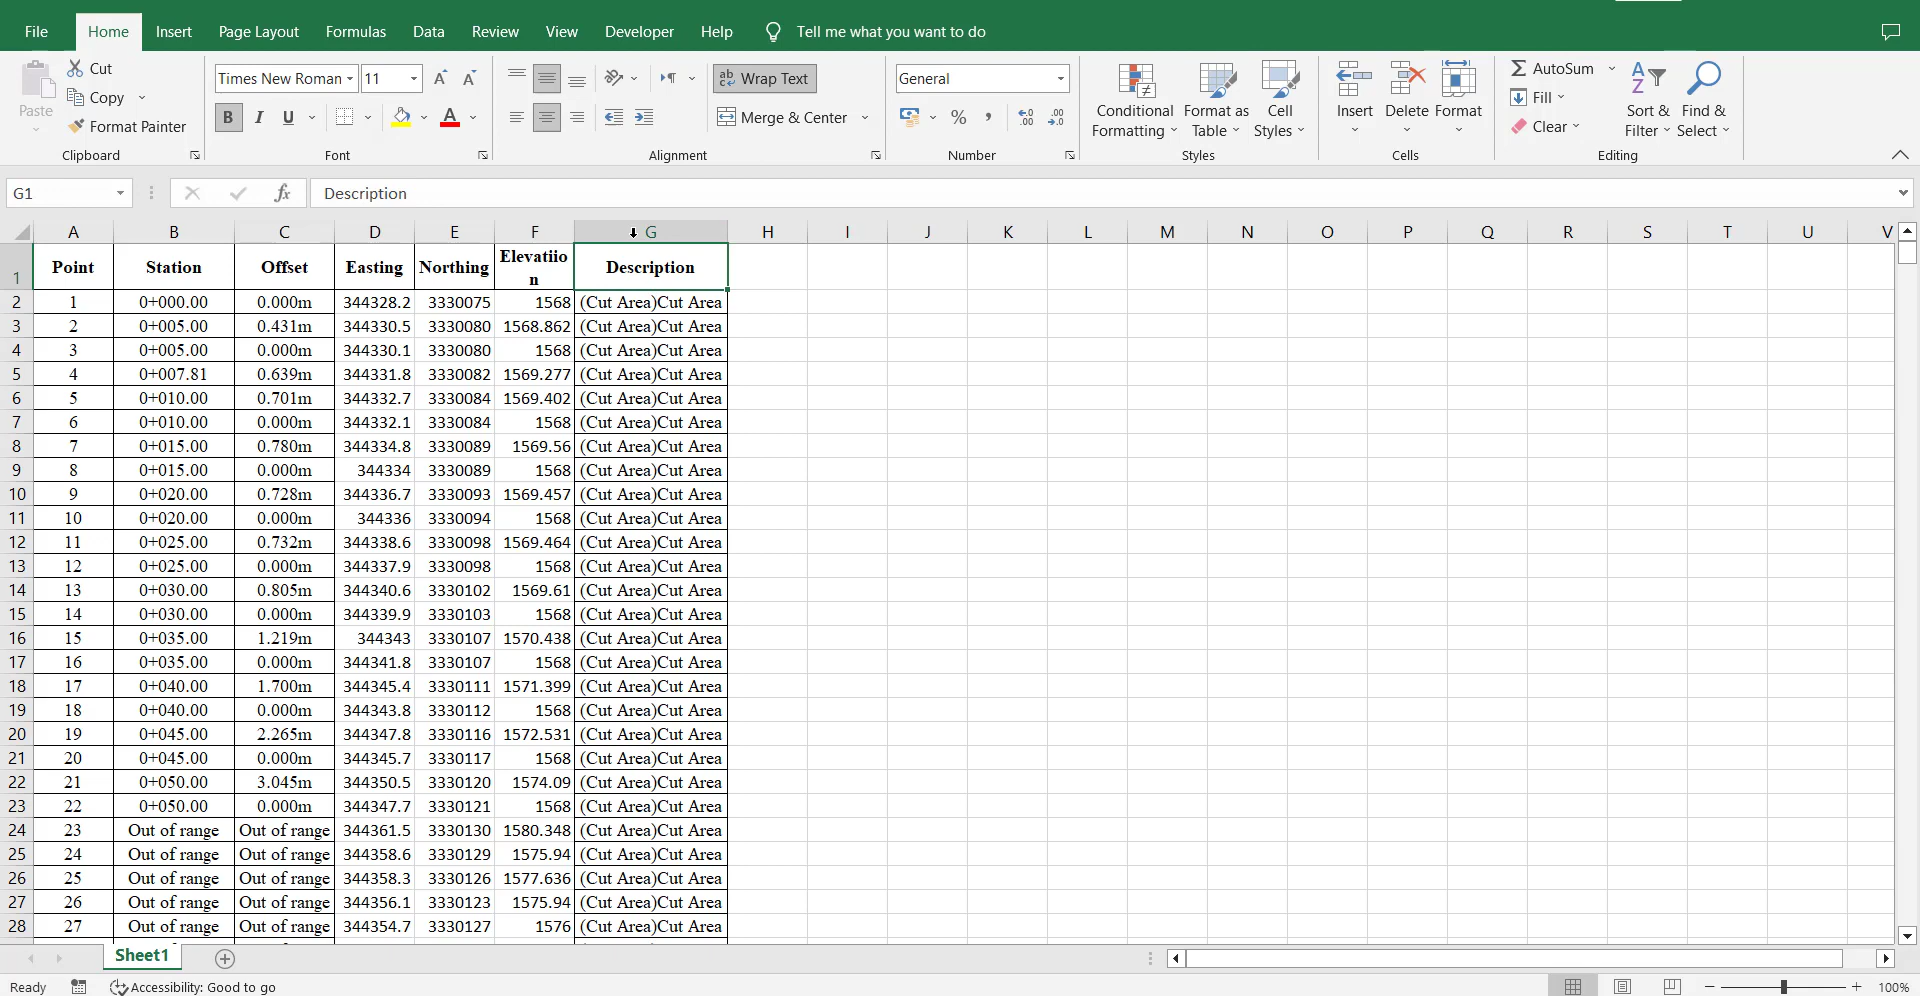 File Home Insert Page Layout Formulas Data Review View Developer Help Tell me what you want to do
Paste Cut Times New Roman 11 Wrap Text General Conditional Formatting Format as Table Cell Styles Insert Delete Format AutoSum Sort & Filter Find & Select
Copy B I U Merge & Center % Fill
Format Painter Clear
Clipboard Font Alignment Number Styles Cells Editing
G1 fx Description
A B C D E F G H I J K L M N O P Q R S T U V
1 Point Station Offset Easting Northing Elevatiio
n Description
2 1 0+000.00 0.000m 344328.2 3330075 1568 (Cut Area)Cut Area
3 2 0+005.00 0.431m 344330.5 3330080 1568.862 (Cut Area)Cut Area
4 3 0+005.00 0.000m 344330.1 3330080 1568 (Cut Area)Cut Area
5 4 0+007.81 0.639m 344331.8 3330082 1569.277 (Cut Area)Cut Area
6 5 0+010.00 0.701m 344332.7 3330084 1569.402 (Cut Area)Cut Area
7 6 0+010.00 0.000m 344332.1 3330084 1568 (Cut Area)Cut Area
8 7 0+015.00 0.780m 344334.8 3330089 1569.56 (Cut Area)Cut Area
9 8 0+015.00 0.000m 344334 3330089 1568 (Cut Area)Cut Area
10 9 0+020.00 0.728m 344336.7 3330093 1569.457 (Cut Area)Cut Area
11 10 0+020.00 0.000m 344336 3330094 1568 (Cut Area)Cut Area
12 11 0+025.00 0.732m 344338.6 3330098 1569.464 (Cut Area)Cut Area
13 12 0+025.00 0.000m 344337.9 3330098 1568 (Cut Area)Cut Area
14 13 0+030.00 0.805m 344340.6 3330102 1569.61 (Cut Area)Cut Area
15 14 0+030.00 0.000m 344339.9 3330103 1568 (Cut Area)Cut Area
16 15 0+035.00 1.219m 344343 3330107 1570.438 (Cut Area)Cut Area
17 16 0+035.00 0.000m 344341.8 3330107 1568 (Cut Area)Cut Area
18 17 0+040.00 1.700m 344345.4 3330111 1571.399 (Cut Area)Cut Area
19 18 0+040.00 0.000m 344343.8 3330112 1568 (Cut Area)Cut Area
20 19 0+045.00 2.265m 344347.8 3330116 1572.531 (Cut Area)Cut Area
21 20 0+045.00 0.000m 344345.7 3330117 1568 (Cut Area)Cut Area
22 21 0+050.00 3.045m 344350.5 3330120 1574.09 (Cut Area)Cut Area
23 22 0+050.00 0.000m 344347.7 3330121 1568 (Cut Area)Cut Area
24 23 Out of range Out of range 344361.5 3330130 1580.348 (Cut Area)Cut Area
25 24 Out of range Out of range 344358.6 3330129 1575.94 (Cut Area)Cut Area
26 25 Out of range Out of range 344358.3 3330126 1577.636 (Cut Area)Cut Area
27 26 Out of range Out of range 344356.1 3330123 1575.94 (Cut Area)Cut Area
28 27 Out of range Out of range 344354.7 3330127 1576 (Cut Area)Cut Area
Sheet1
Ready Accessibility: Good to go 100%